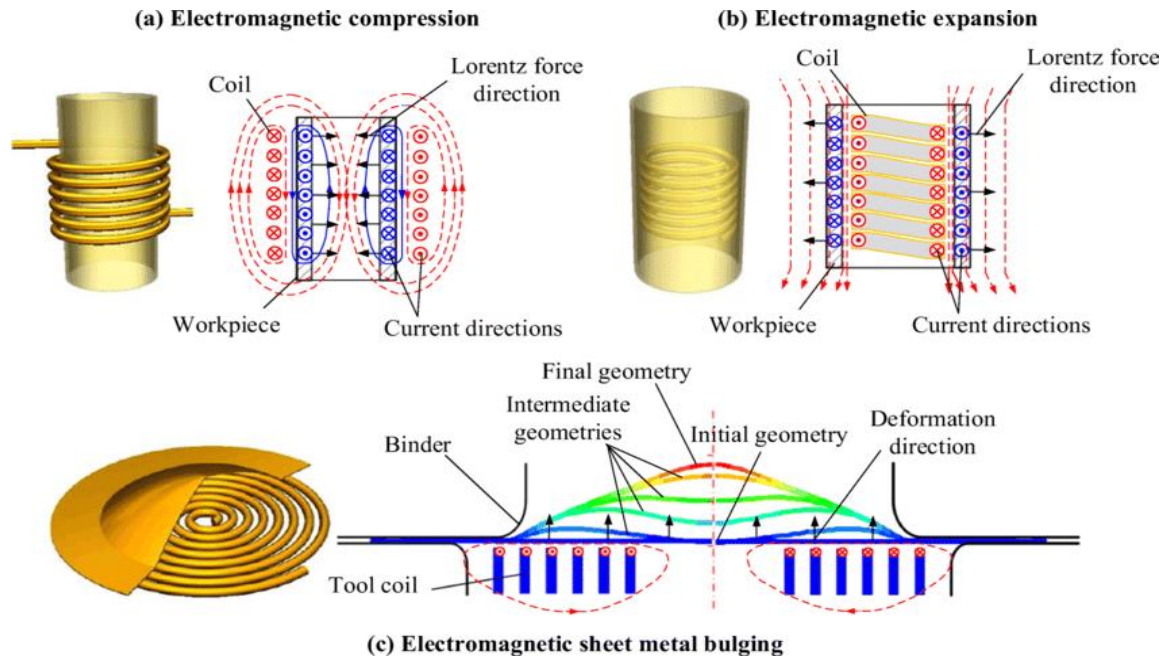 (a) Electromagnetic compression
Coil
Lorentz force
direction
Workpiece
Current directions
(b) Electromagnetic expansion
Coil
Lorentz force
direction
Workpiece
Current directions
Final geometry
Intermediate
geometries
Initial geometry
Deformation
direction
Binder
Tool coil
(c) Electromagnetic sheet metal bulging